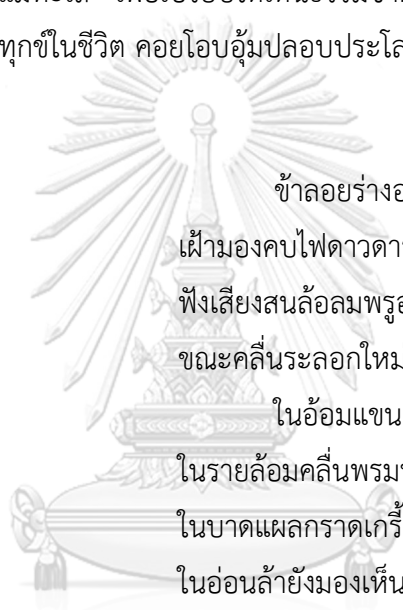 ทุกข์ในชีวิต คอยโอบอุ้มปลอบประโล
ข้าลอยร่างอ
เฝ้ามองคบไฟดาวดา
ฟังเสียงสนล้อลมพรู
ขณะคลื่นระลอกใหม
ในอ้อมแขน
ในรายล้อมคลื่นพรม
ในบาดแผลกราดเกรี้
ในอ่อนล้ายังมองเห็น